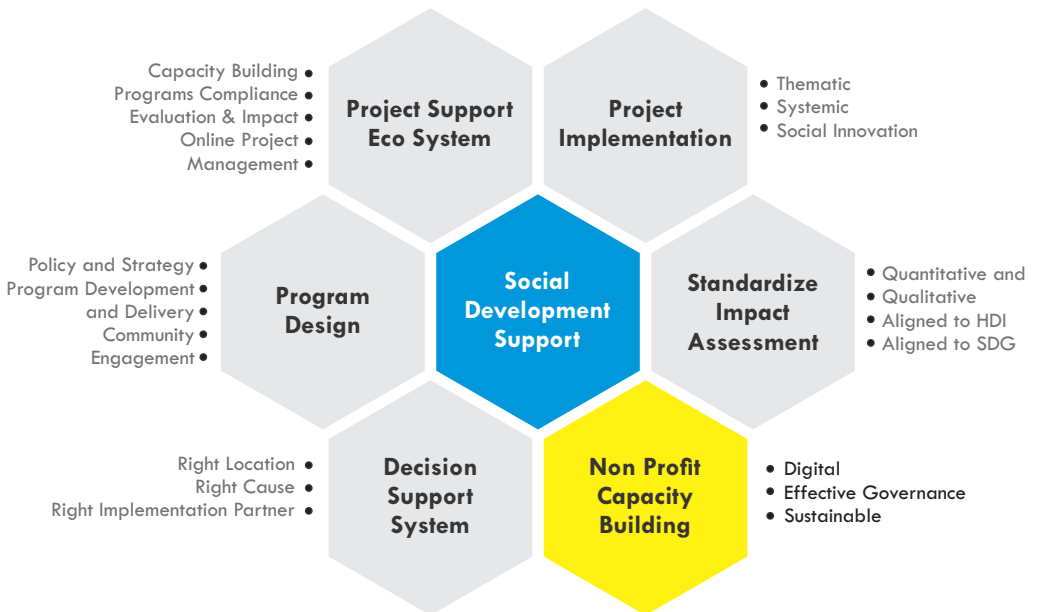 Capacity Building •
Programs Compliance •
Evaluation & Impact •
Online Project •
Management •
Project Support
Eco System
Project
Implementation
• Thematic
• Systemic
• Social Innovation
Policy and Strategy •
Program Development •
and Delivery •
Community •
Engagement •
Program
Design
Social
Development
Support
Standardize
Impact
Assessment
• Quantitative and
• Qualitative
• Aligned to HDI
• Aligned to SDG
Right Location •
Right Cause •
Right Implementation Partner •
Decision
Support
System
Non Profit
Capacity
Building
• Digital
• Effective Governance
• Sustainable